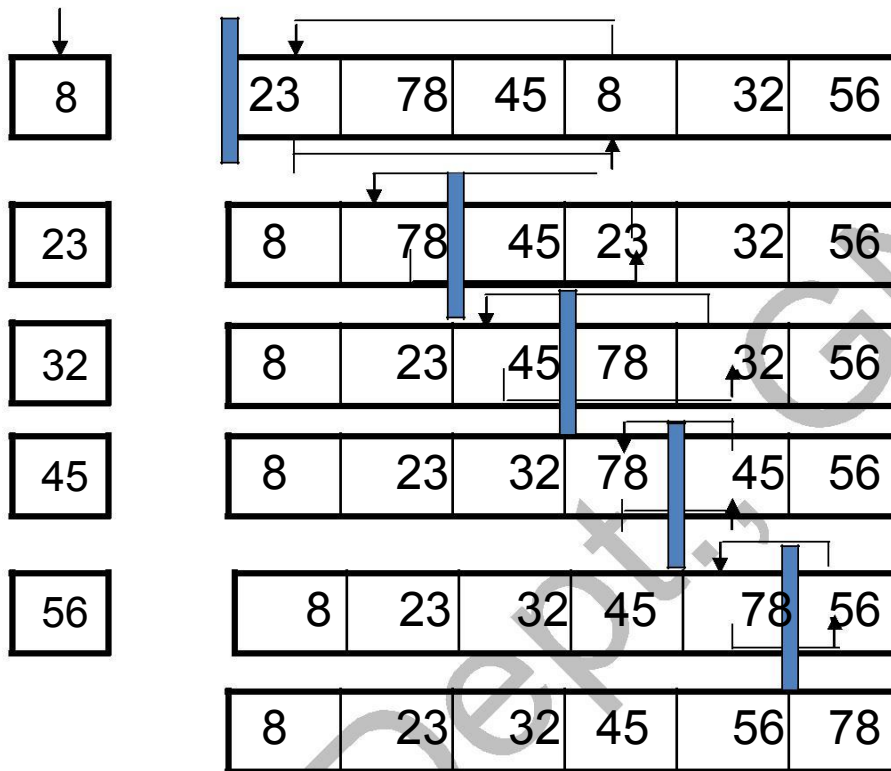 8 23 78 45 8 32 56
23 8 78 45 23 32 56
32 8 23 45 78 32 56
45 8 23 32 78 45 56
56 8 23 32 45 78 56
8 23 32 45 56 78
Dept., GN